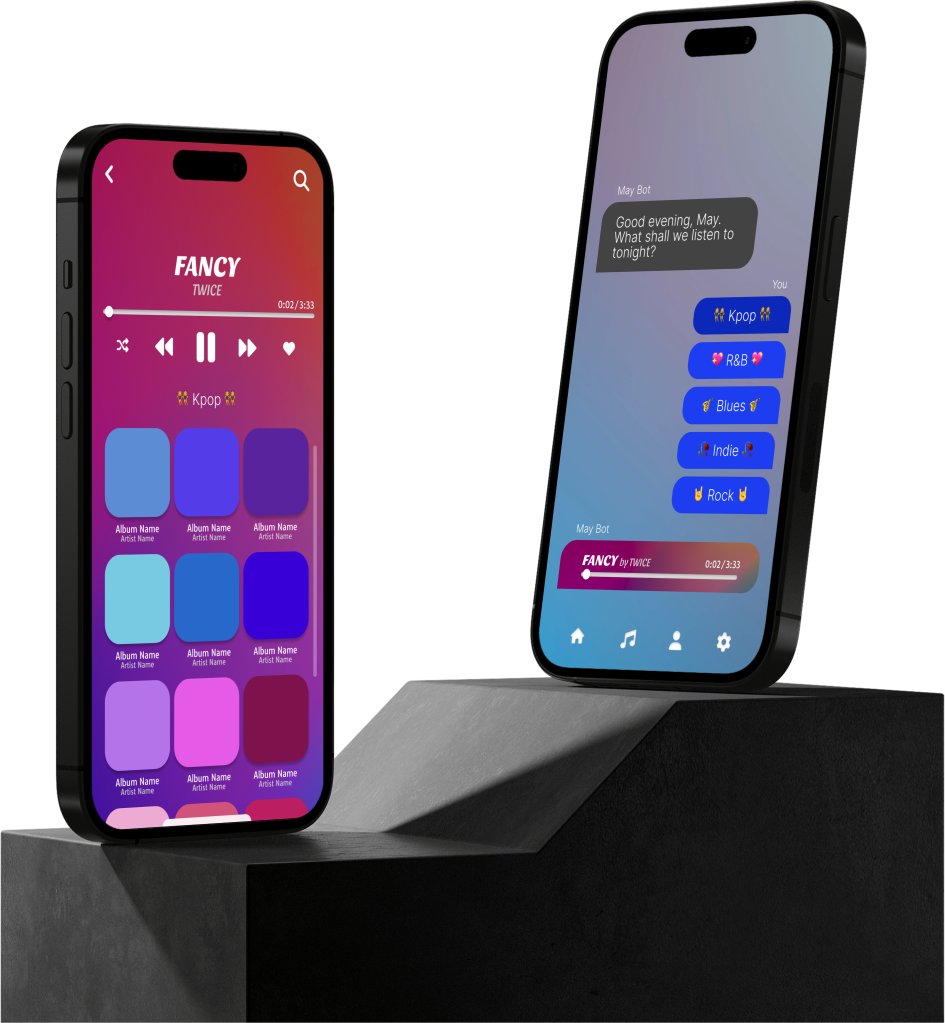 FANCY
TWICE
0:02/3:33
👯 Kpop 👯
Album Name
Artist Name
Album Name
Artist Name
Album Name
Artist Name
Album Name
Artist Name
Album Name
Artist Name
Album Name
Artist Name
Album Name
Artist Name
Album Name
Artist Name
Album Name
Artist Name
May Bot
Good evening, May.
What shall we listen to
tonight?
You
👯 Kpop 👯
💖 R&B 💖
🎷 Blues 🎷
🥀 Indie 🥀
🤘 Rock 🤘
May Bot
FANCY by TWICE 0:02/3:33